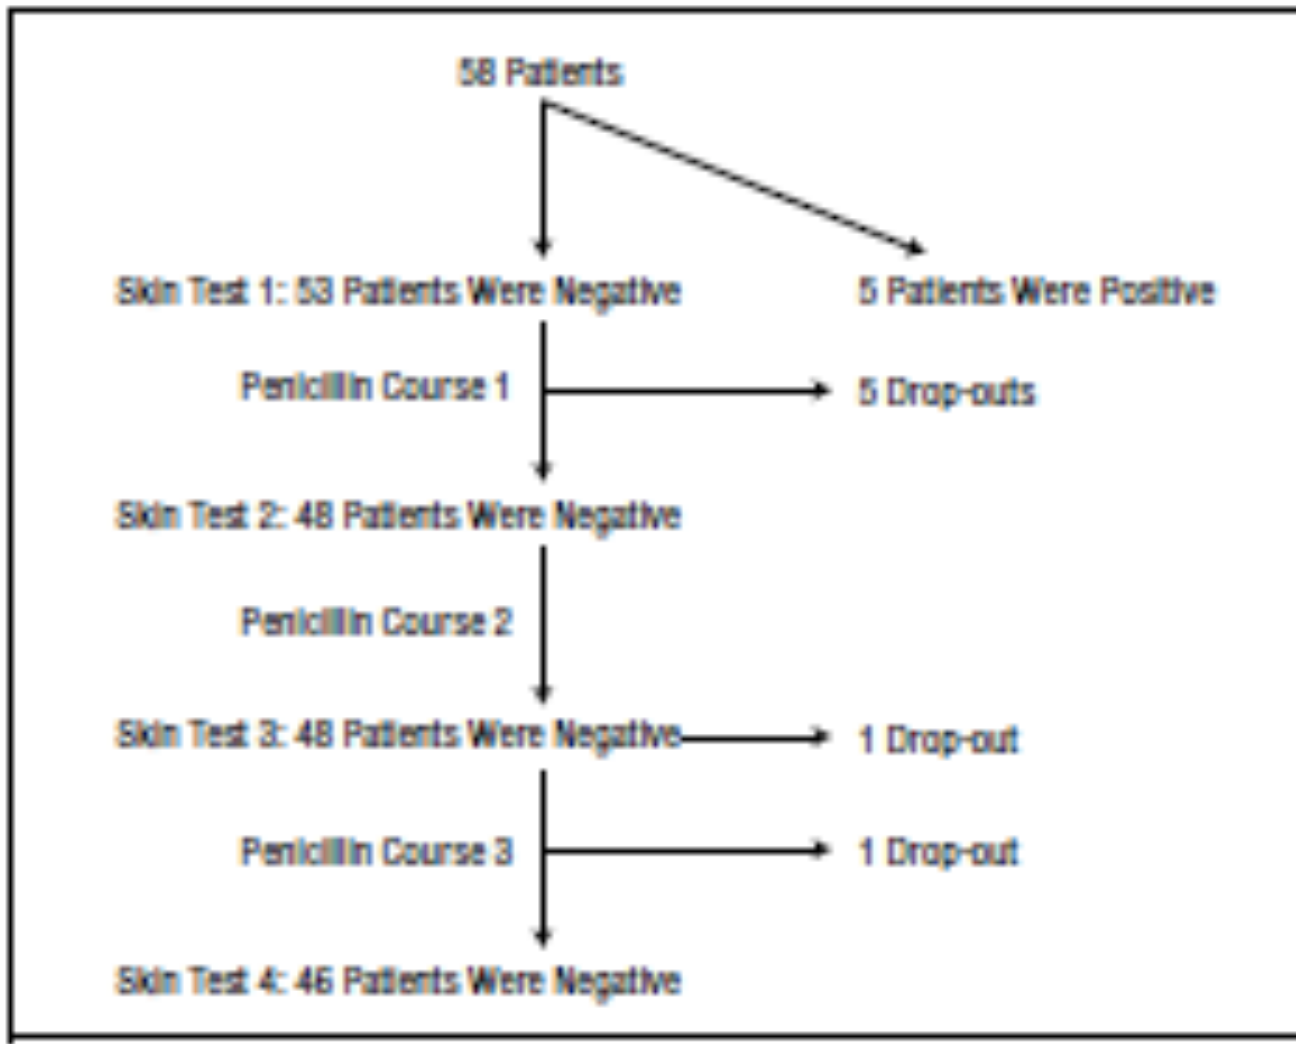 58 Patients
Skin Test 1: 53 Patients Were Negative
5 Patients Were Positive
Penicillin Course 1
5 Drop-outs
Skin Test 2: 48 Patients Were Negative
Penicillin Course 2
Skin Test 3: 48 Patients Were Negative
1 Drop-out
Penicillin Course 3
1 Drop-out
Skin Test 4: 46 Patients Were Negative